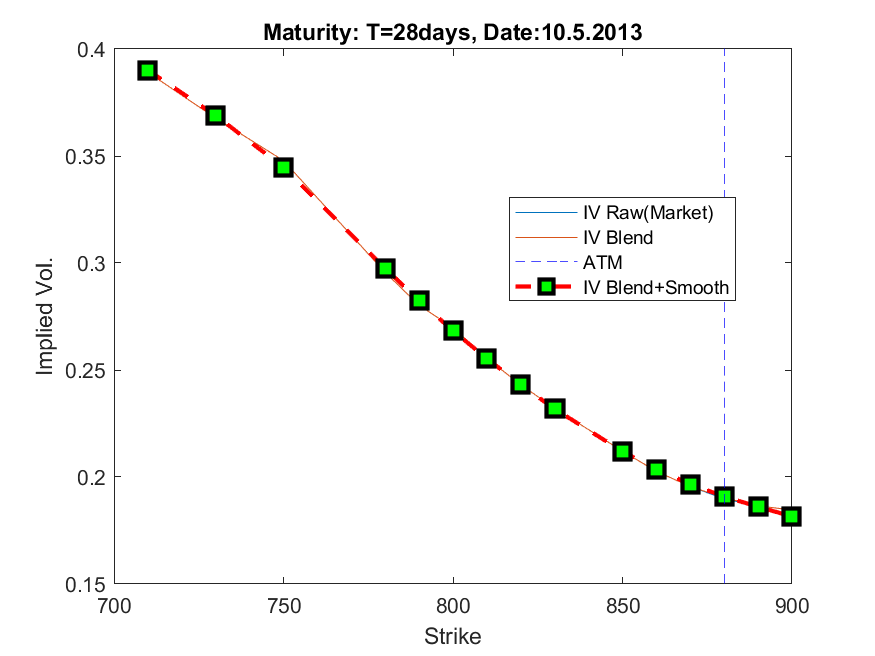 Maturity: T=28days, Date:10.5.2013
0.4
0.35
0.3
0.25
0.2
0.15
Implied Vol.
IV Raw(Market)
IV Blend
ATM
IV Blend+Smooth
700
750
800
850
900
Strike